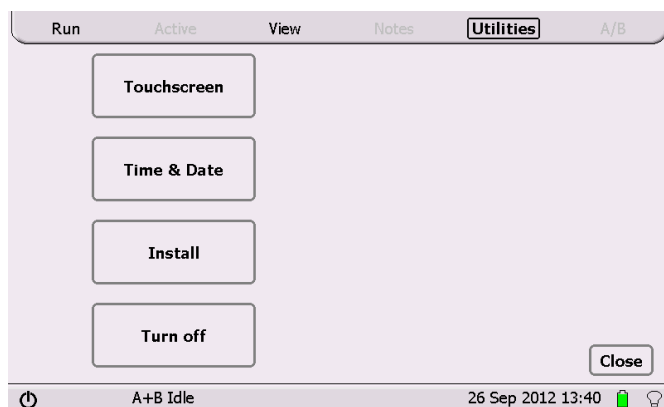 Run Active View Notes Utilities A/B
Touchscreen
Time & Date
Install
Turn off
Close
A+B Idle 26 Sep 2012 13:40